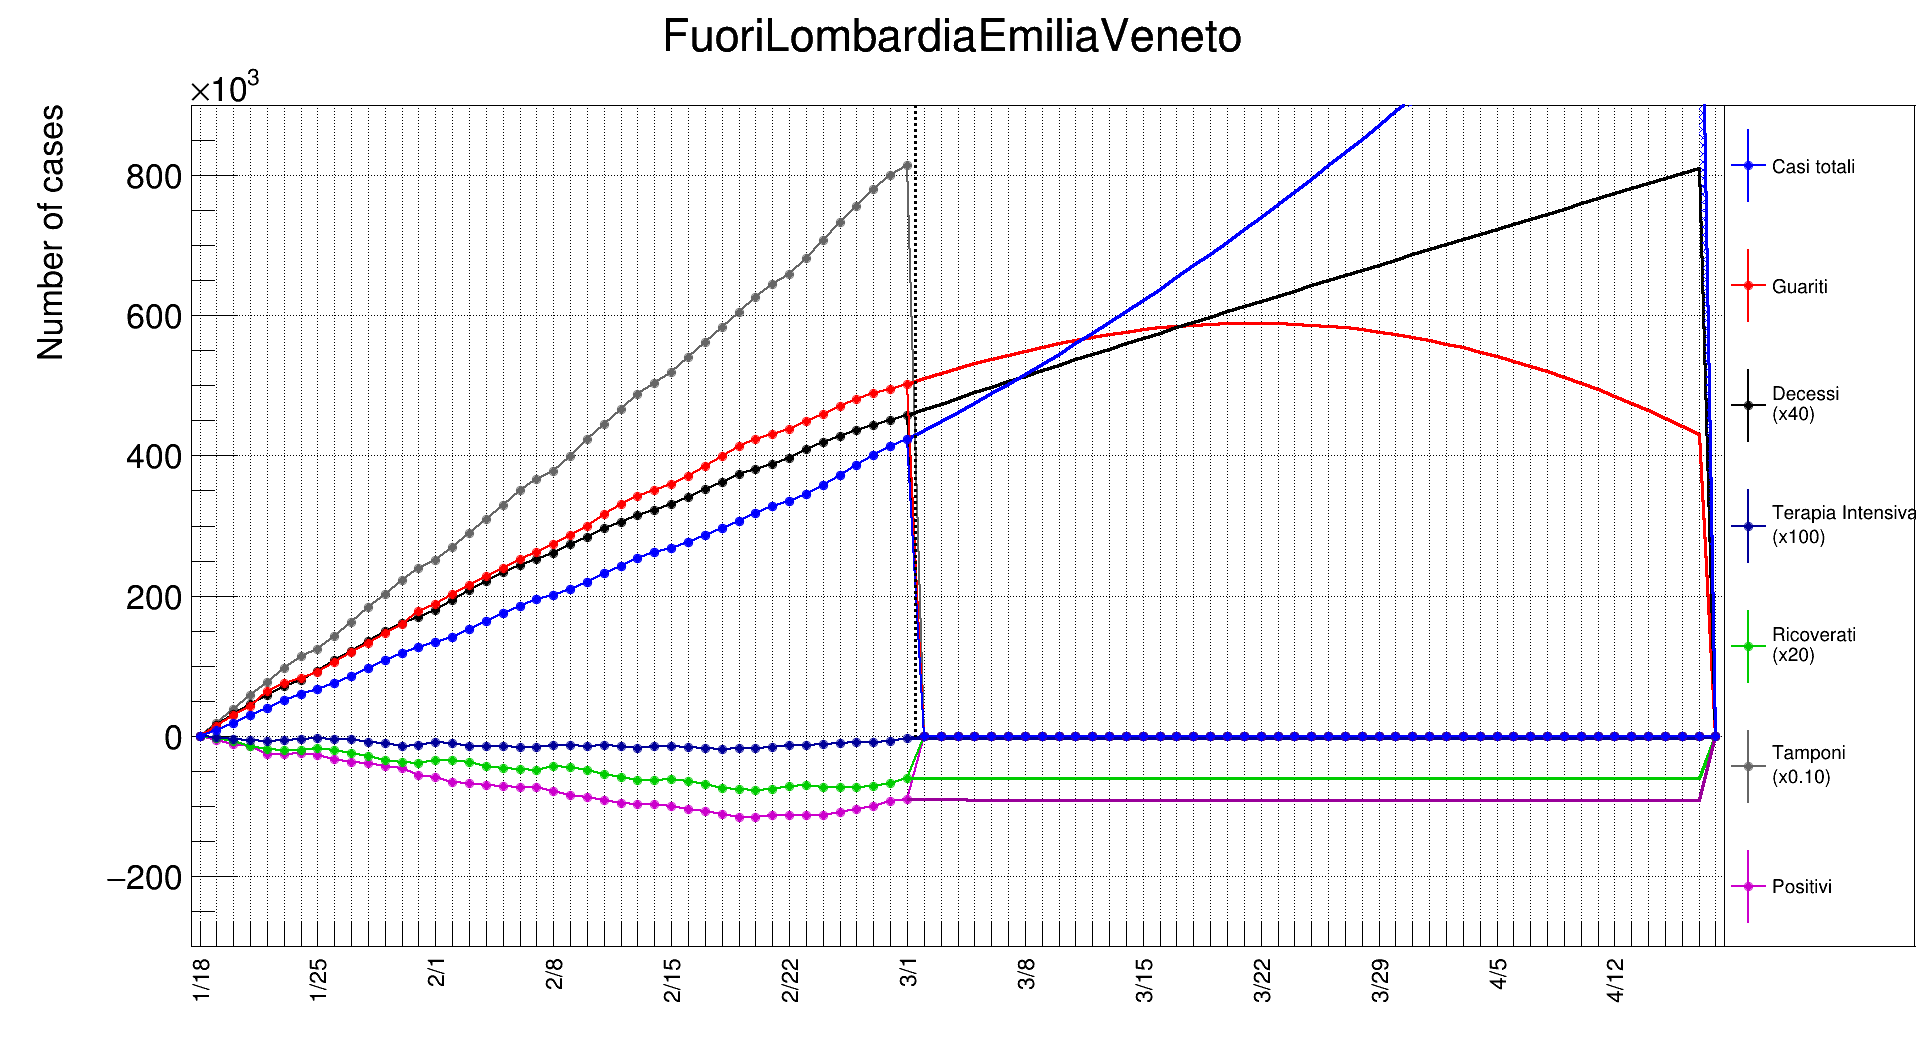 FuoriLombardiaEmiliaVeneto
×10³
Number of cases
800
600
400
200
0
−200
1/18
1/25
2/1
2/8
2/15
2/22
3/1
3/8
3/15
3/22
3/29
4/5
4/12
Casi totali
Guariti
Decessi
(x40)
Terapia Intensiva
(x100)
Ricoverati
(x20)
Tamponi
(x0.10)
Positivi